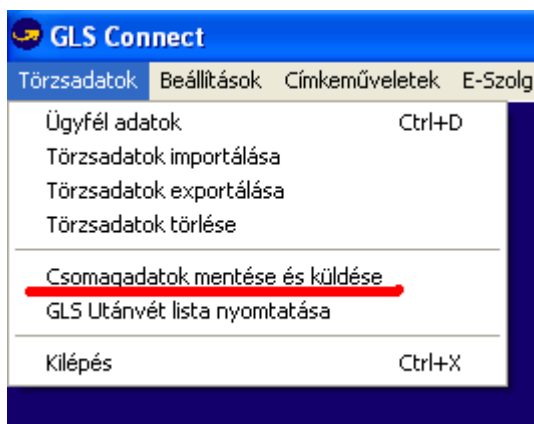 GLS Connect
Törzsadatok Beállítások Címkeműveletek E-Szolg
Ügyfél adatok Ctrl+D
Törzsadatok importálása
Törzsadatok exportálása
Törzsadatok törlése
Csomagadatok mentése és küldése
GLS Utánvét lista nyomtatása
Kilépés Ctrl+X